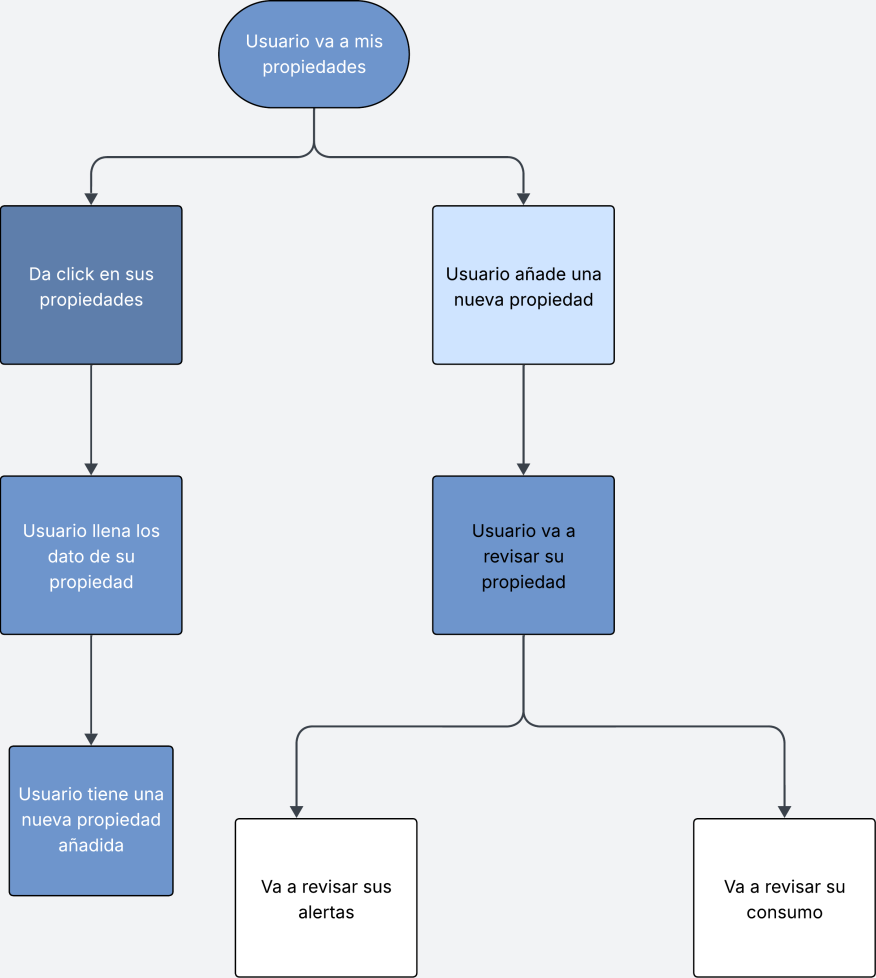 Usuario va a mis
propiedades
Da click en sus
propiedades
Usuario añade una
nueva propiedad
Usuario llena los
dato de su
propiedad
Usuario va a
revisar su
propiedad
Usuario tiene una
nueva propiedad
añadida
Va a revisar sus
alertas
Va a revisar su
consumo